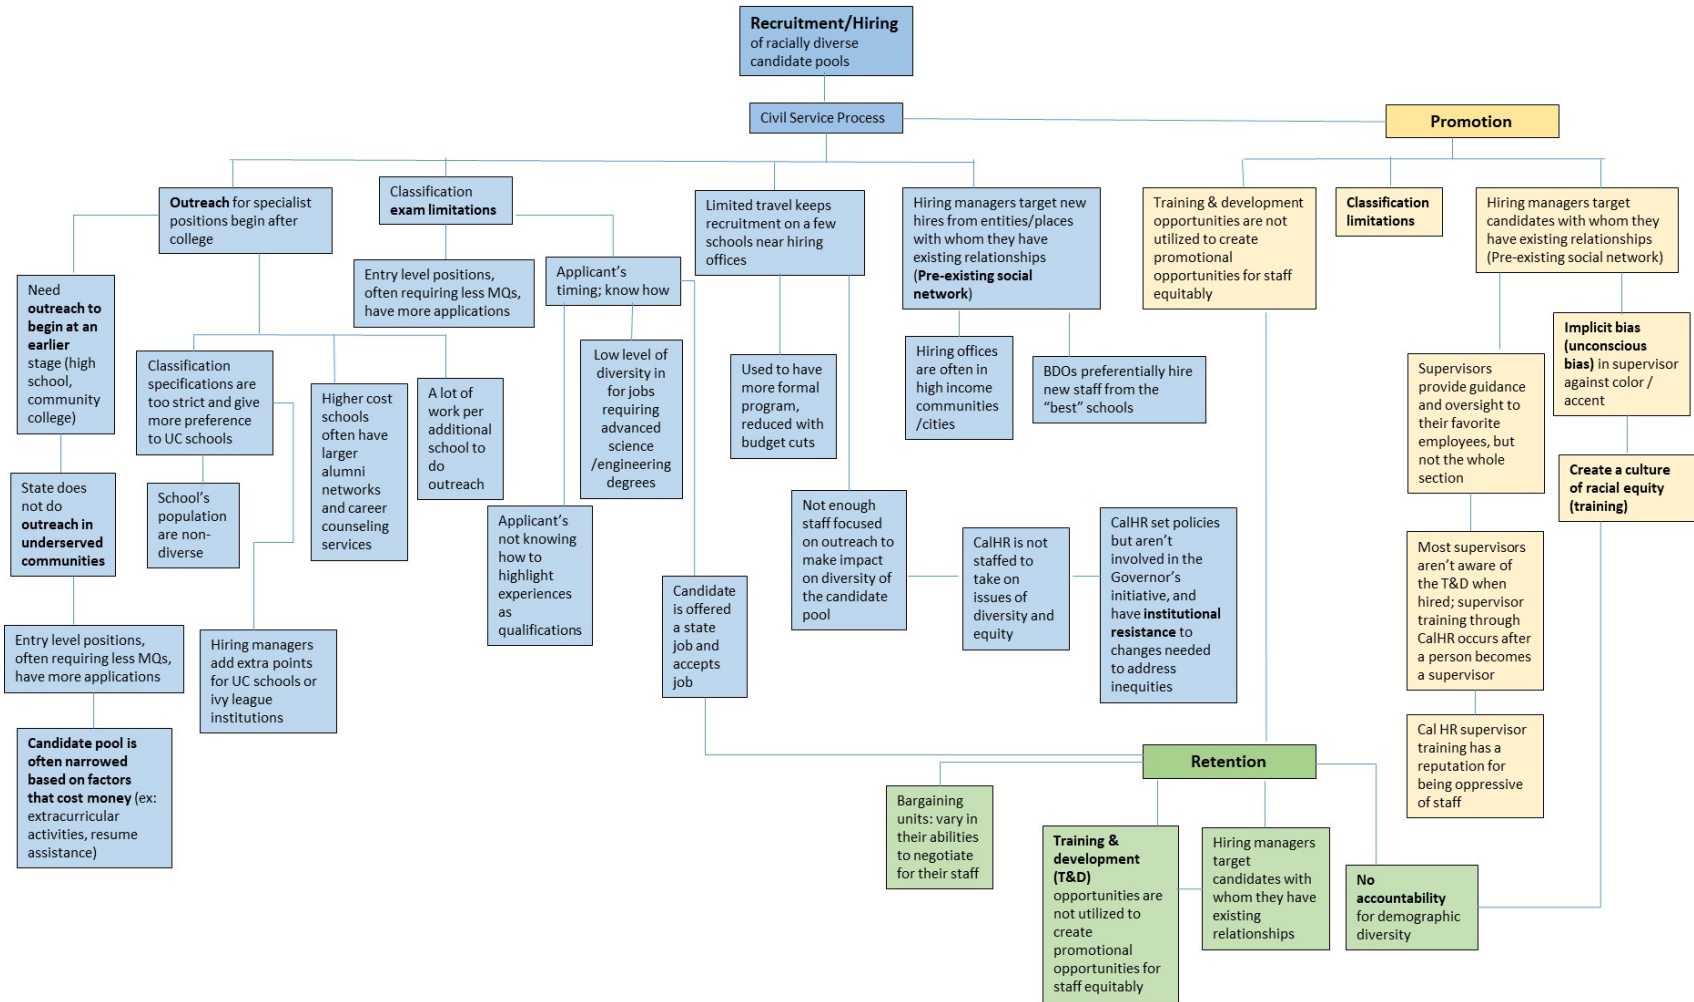 Recruitment/Hiring
of racially diverse
candidate pools
Civil Service Process
Promotion
Outreach for specialist
positions begin after
college
Classification
exam limitations
Limited travel keeps
recruitment on a few
schools near hiring
offices
Hiring managers target new
hires from entities/places
with whom they have
existing relationships
(Pre-existing social
network)
Training & development
opportunities are not
utilized to create
promotional
opportunities for staff
equitably
Classification
limitations
Hiring managers target
candidates with whom they
have existing relationships
(Pre-existing social network)
Need
outreach to
begin at an
earlier
stage (high
school,
community
college)
Entry level positions,
often requiring less MQs,
have more applications
Applicant's
timing; know how
Classification
specifications are
too strict and give
more preference
to UC schools
Higher cost
schools
often have
larger
alumni
networks
and career
counseling
services
A lot of
work per
additional
school to
do
outreach
Low level of
diversity in
for jobs
requiring
advanced
science
/engineering
degrees
Used to have
more formal
program,
reduced with
budget cuts
Hiring offices
are often in
high income
communities
/cities
BDOs preferentially hire
new staff from the
"best" schools
Supervisors
provide guidance
and oversight to
their favorite
employees, but
not the whole
section
Implicit bias
(unconscious
bias) in supervisor
against color /
accent
State does
not do
outreach in
underserved
communities
School's
population
are non-
diverse
Applicant's
not knowing
how to
highlight
experiences
as
qualifications
Candidate
is offered
a state
job and
accepts
job
Not enough
staff focused
on outreach to
make impact
on diversity of
the candidate
pool
CalHR is not
staffed to
take on
issues of
diversity and
equity
CalHR set policies
but aren't
involved in the
Governor's
initiative, and
have institutional
resistance to
changes needed
to address
inequities
Create a culture
of racial equity
(training)
Most supervisors
aren't aware of
the T&D when
hired; supervisor
training through
CalHR occurs after
a person becomes
a supervisor
Entry level positions,
often requiring less MQs,
have more applications
Hiring managers
add extra points
for UC schools or
ivy league
institutions
Candidate pool is
often narrowed
based on factors
that cost money (ex:
extracurricular
activities, resume
assistance)
Cal HR supervisor
training has a
reputation for
being oppressive
of staff
Retention
Bargaining
units: vary in
their abilities
to negotiate
for their staff
Training &
development
(T&D)
opportunities are
not utilized to
create
promotional
opportunities for
staff equitably
Hiring managers
target
candidates with
whom they have
existing
relationships
No
accountability
for demographic
diversity